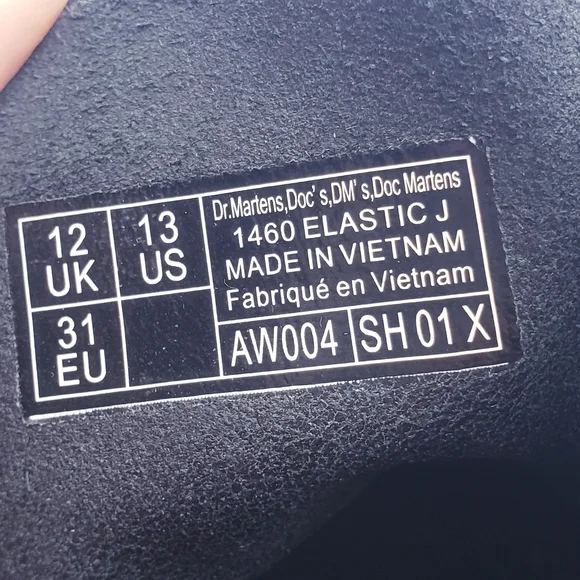 12
UK
13
US
31
EU
Dr.Martens,Doc's,DM's,Doc Martens
1460 ELASTIC J
MADE IN VIETNAM
Fabriqué en Vietnam
AW004
SH 01 X